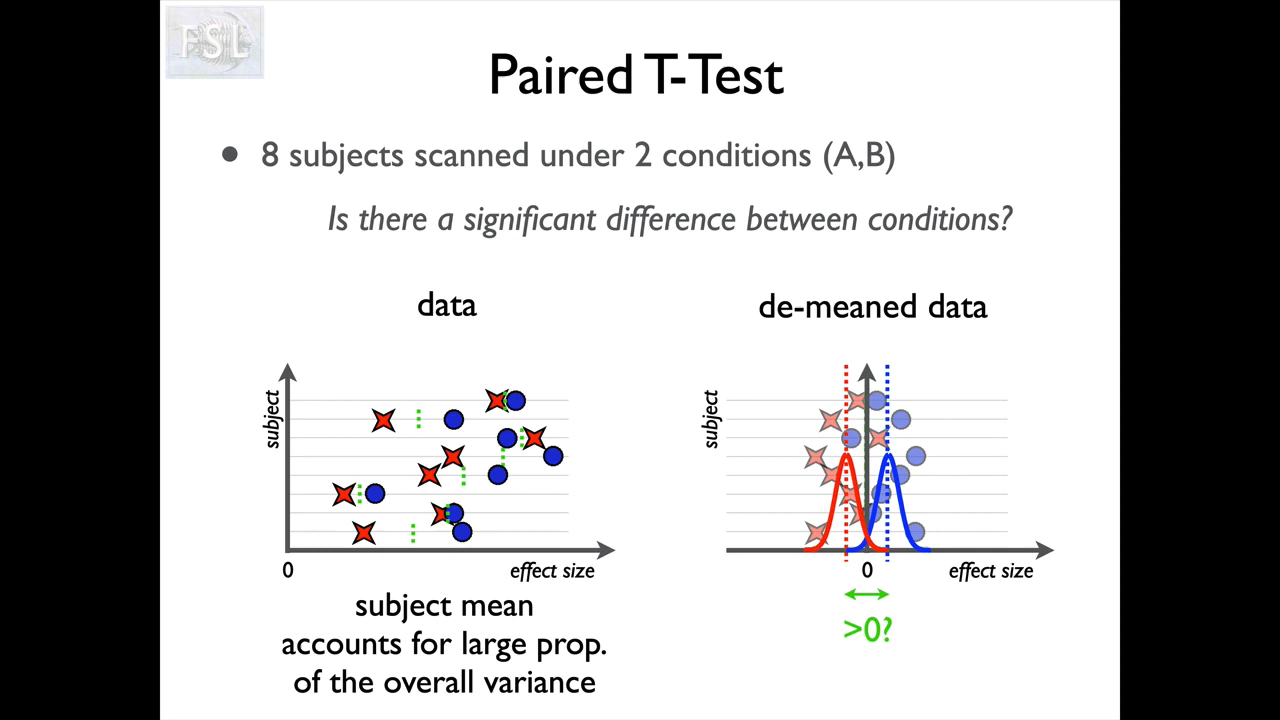 FSL
Paired T-Test
• 8 subjects scanned under 2 conditions (A,B)
Is there a significant difference between conditions?
data
subject
0
effect size
subject mean
accounts for large prop.
of the overall variance
de-meaned data
subject
0
effect size
>0?